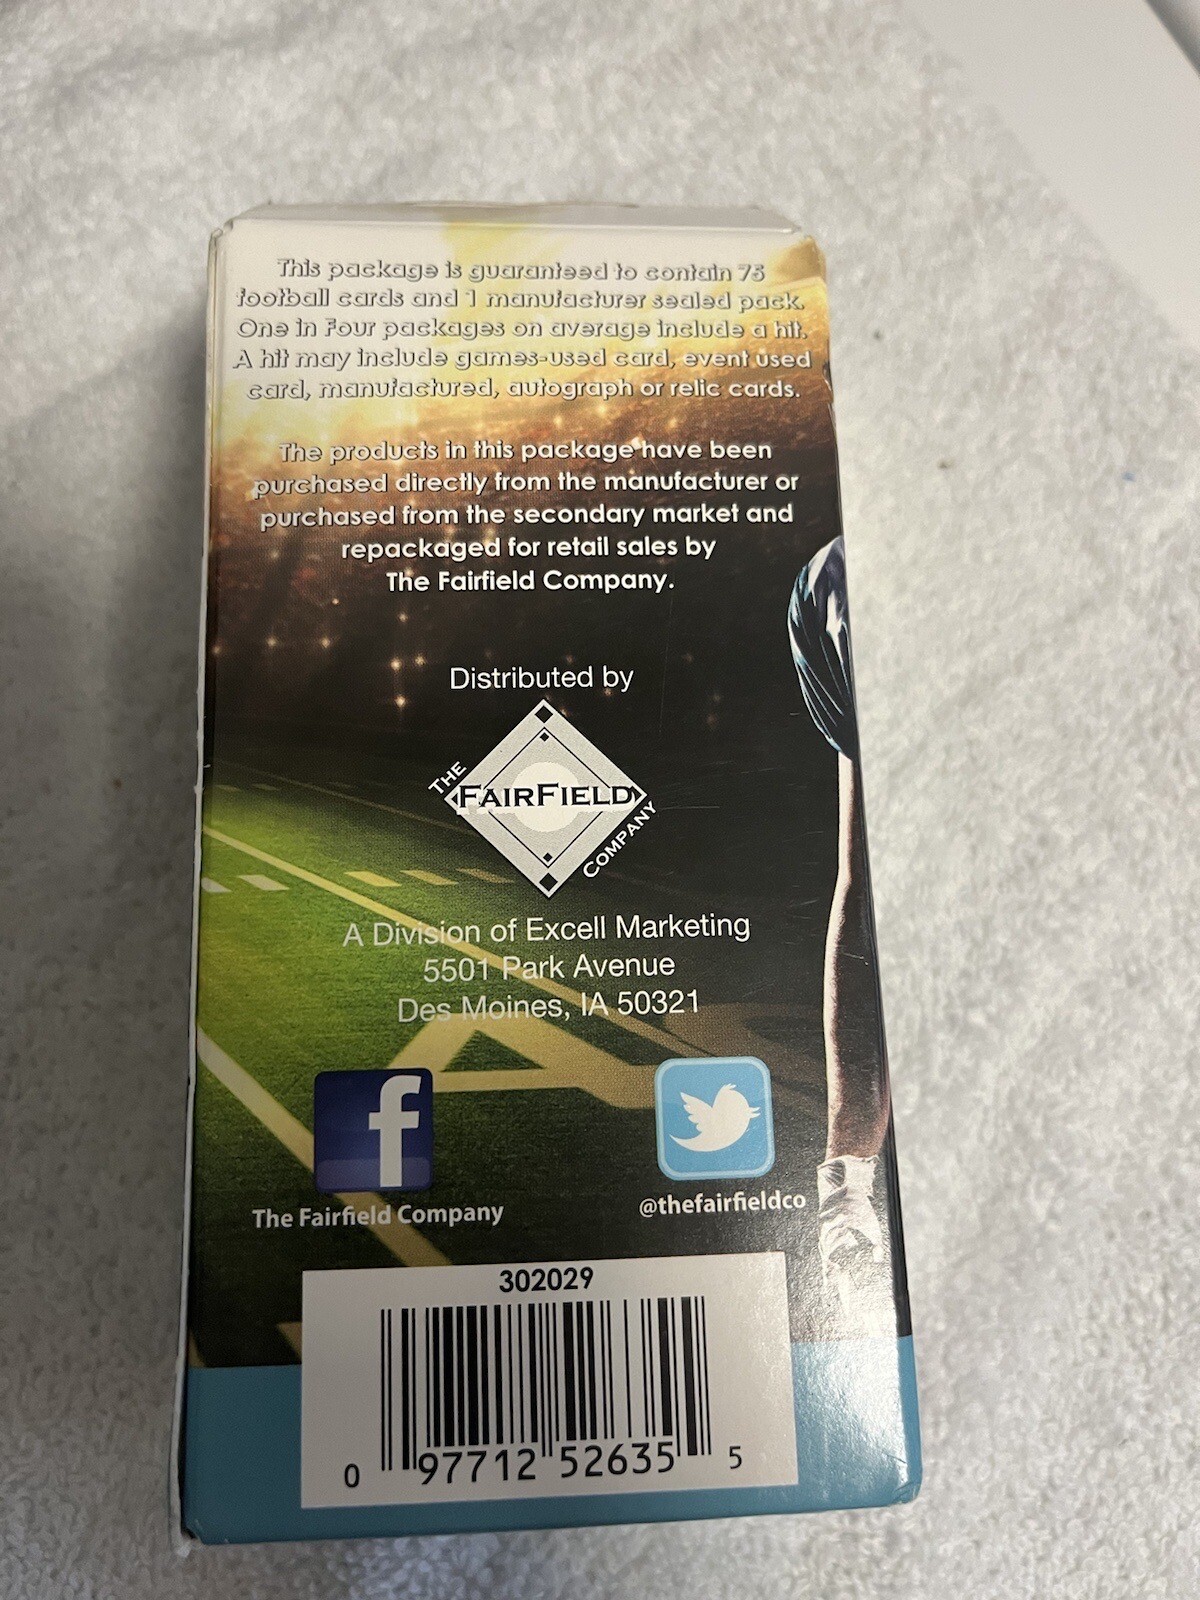 This package is guaranteed to contain 75
football cards and 1 manufacturer sealed pack.
One in Four packages on average include a hit.
A hit may include games-used card, event used
card, manufactured, autograph or relic cards.
The products in this package have been
purchased directly from the manufacturer or
purchased from the secondary market and
repackaged for retail sales by
The Fairfield Company.
Distributed by
THE
FAIRFIELD
COMPANY
A Division of Excell Marketing
5501 Park Avenue
Des Moines, IA 50321
f
The Fairfield Company
@thefairfieldco
302029
0 97712 52635 5